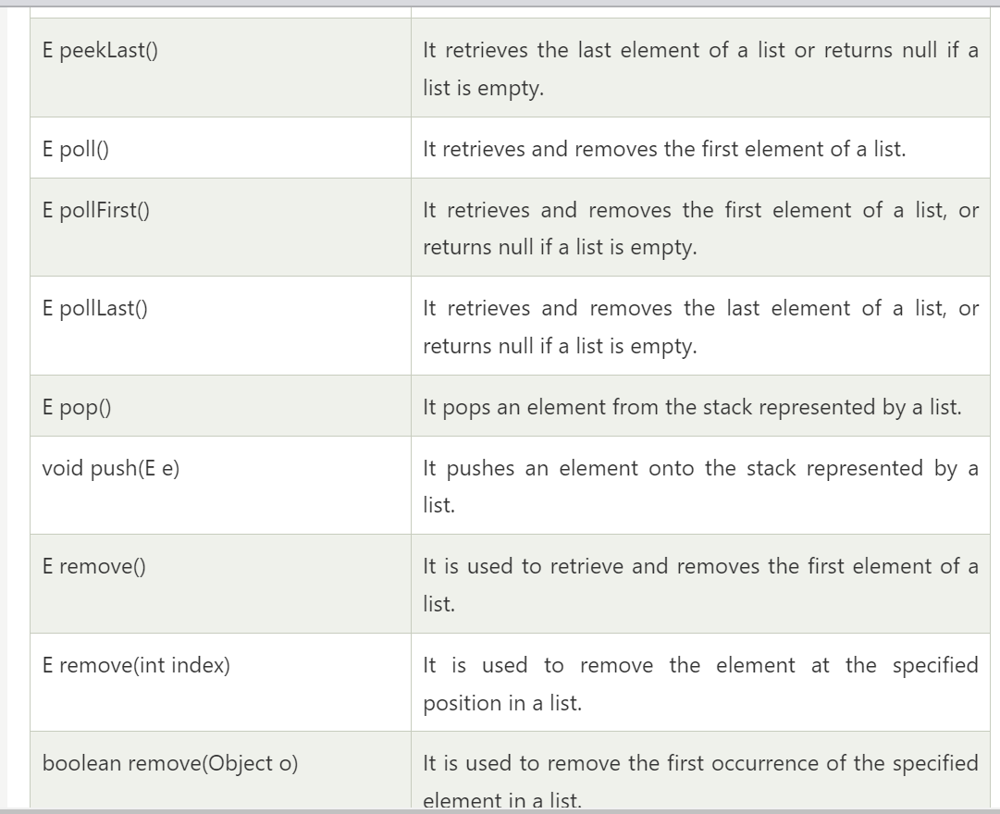 E peekLast()
It retrieves the last element of a list or returns null if a
list is empty.
E poll()
It retrieves and removes the first element of a list.
E pollFirst()
It retrieves and removes the first element of a list, or
returns null if a list is empty.
E pollLast()
It retrieves and removes the last element of a list, or
returns null if a list is empty.
E pop()
It pops an element from the stack represented by a list.
void push(E e)
It pushes an element onto the stack represented by a
list.
E remove()
It is used to retrieve and removes the first element of a
list.
E remove(int index)
It is used to remove the element at the specified
position in a list.
boolean remove(Object o)
It is used to remove the first occurrence of the specified
element in a list.